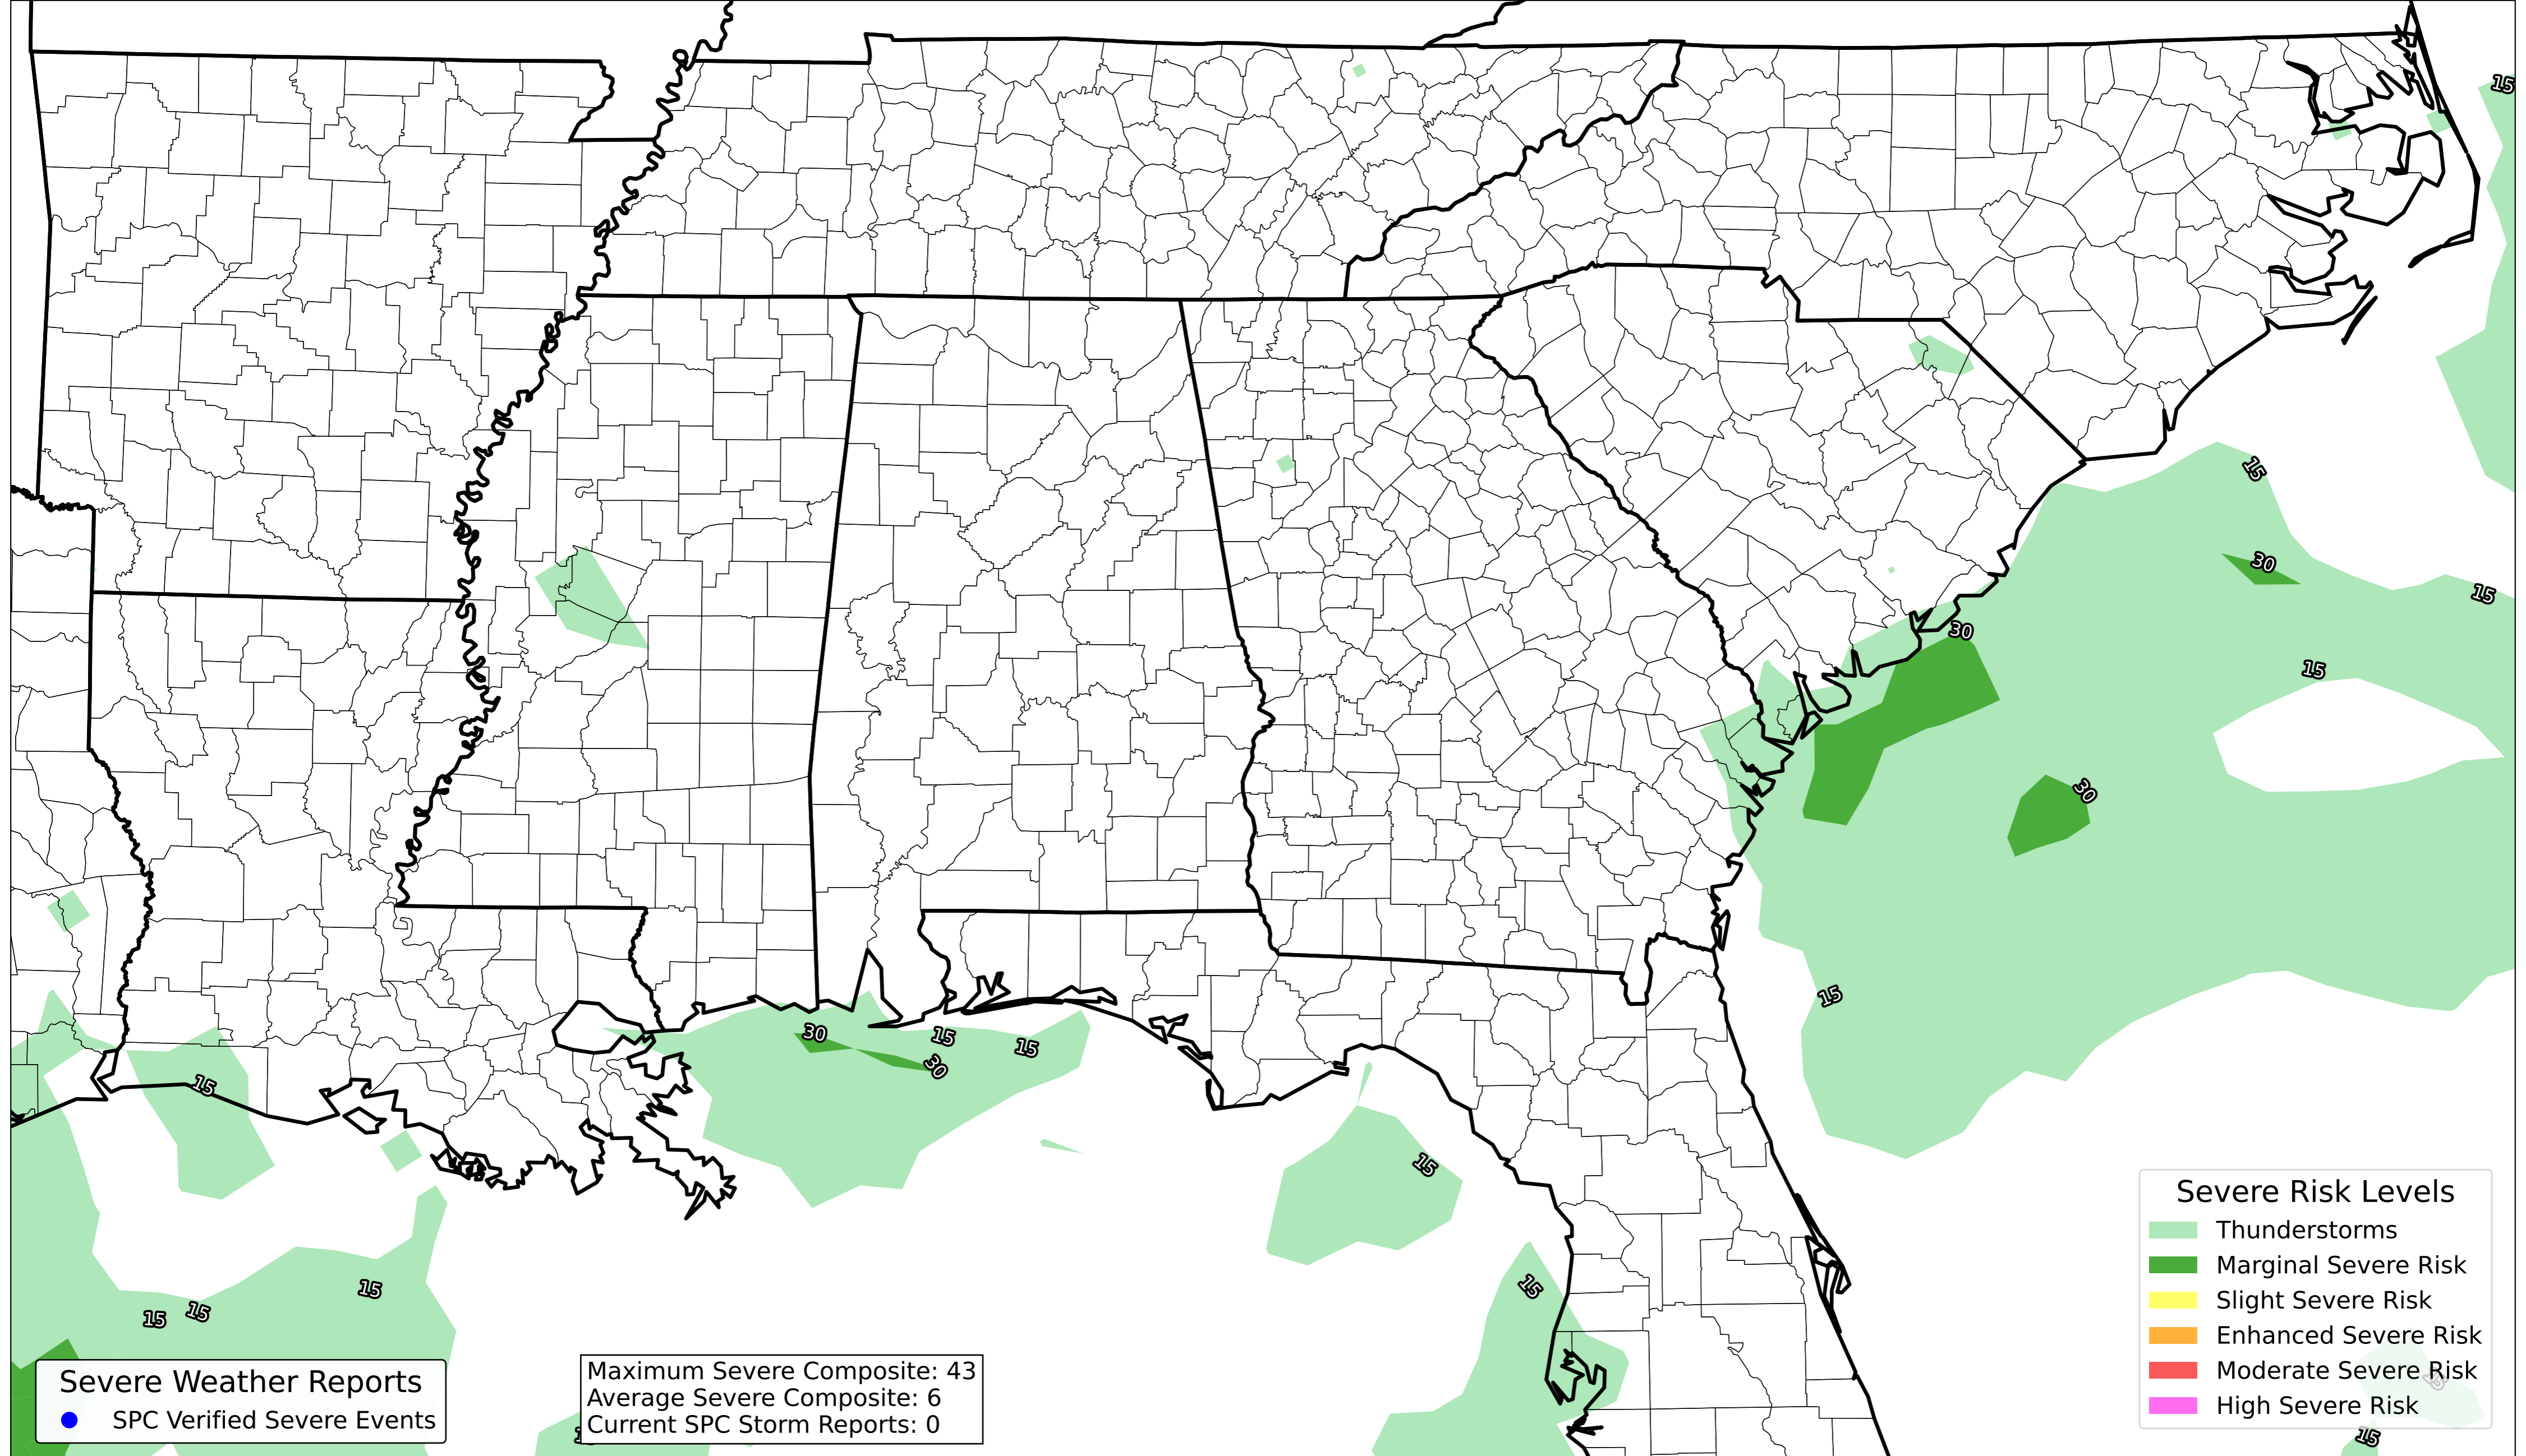 15
15
30
15
30
15
30
15
30
15
30
15
15
30
15
15
15
15
15
15
Severe Risk Levels
Thunderstorms
Marginal Severe Risk
Slight Severe Risk
Enhanced Severe Risk
Moderate Severe Risk
High Severe Risk
15
Severe Weather Reports
SPC Verified Severe Events
Maximum Severe Composite: 43
Average Severe Composite: 6
Current SPC Storm Reports: 0